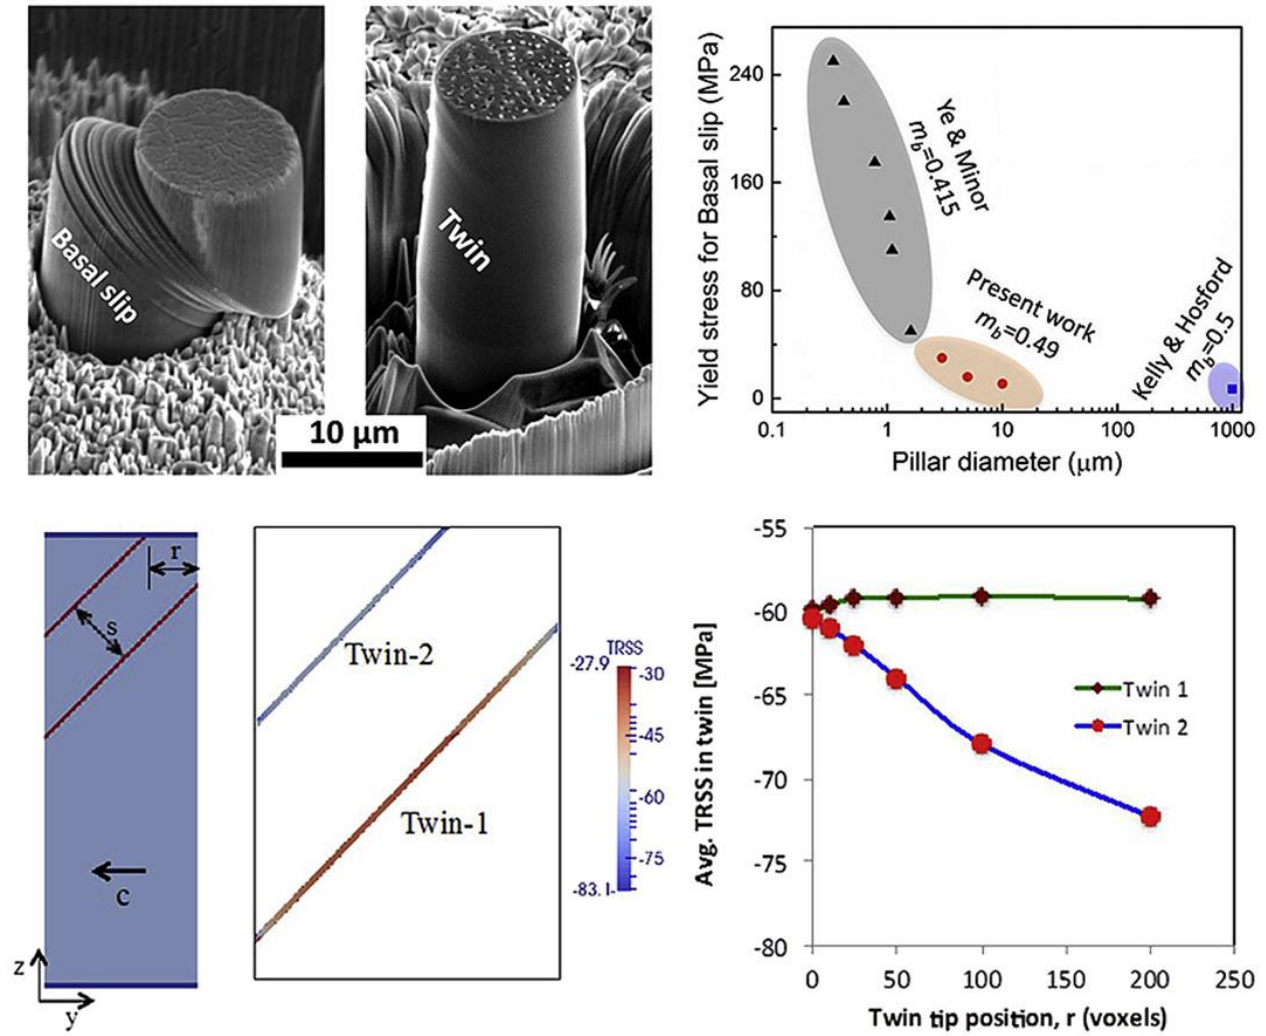 Basal slip
Twin
10 μm
Yield stress for Basal slip (MPa)
240
160
80
0
0.1
1
10
100
1000
Pillar diameter (μm)
Ye & Minor
m_b=0.415
Present work
m_b=0.49
Kelly & Hosford
m_b=0.5
r
s
c
z
y
Twin-2
Twin-1
TRSS
-27.9
-30
-45
-60
-75
-83.1
Avg. TRSS in twin [MPa]
-55
-60
-65
-70
-75
-80
0
50
100
150
200
250
Twin 1
Twin 2
Twin tip position, r (voxels)